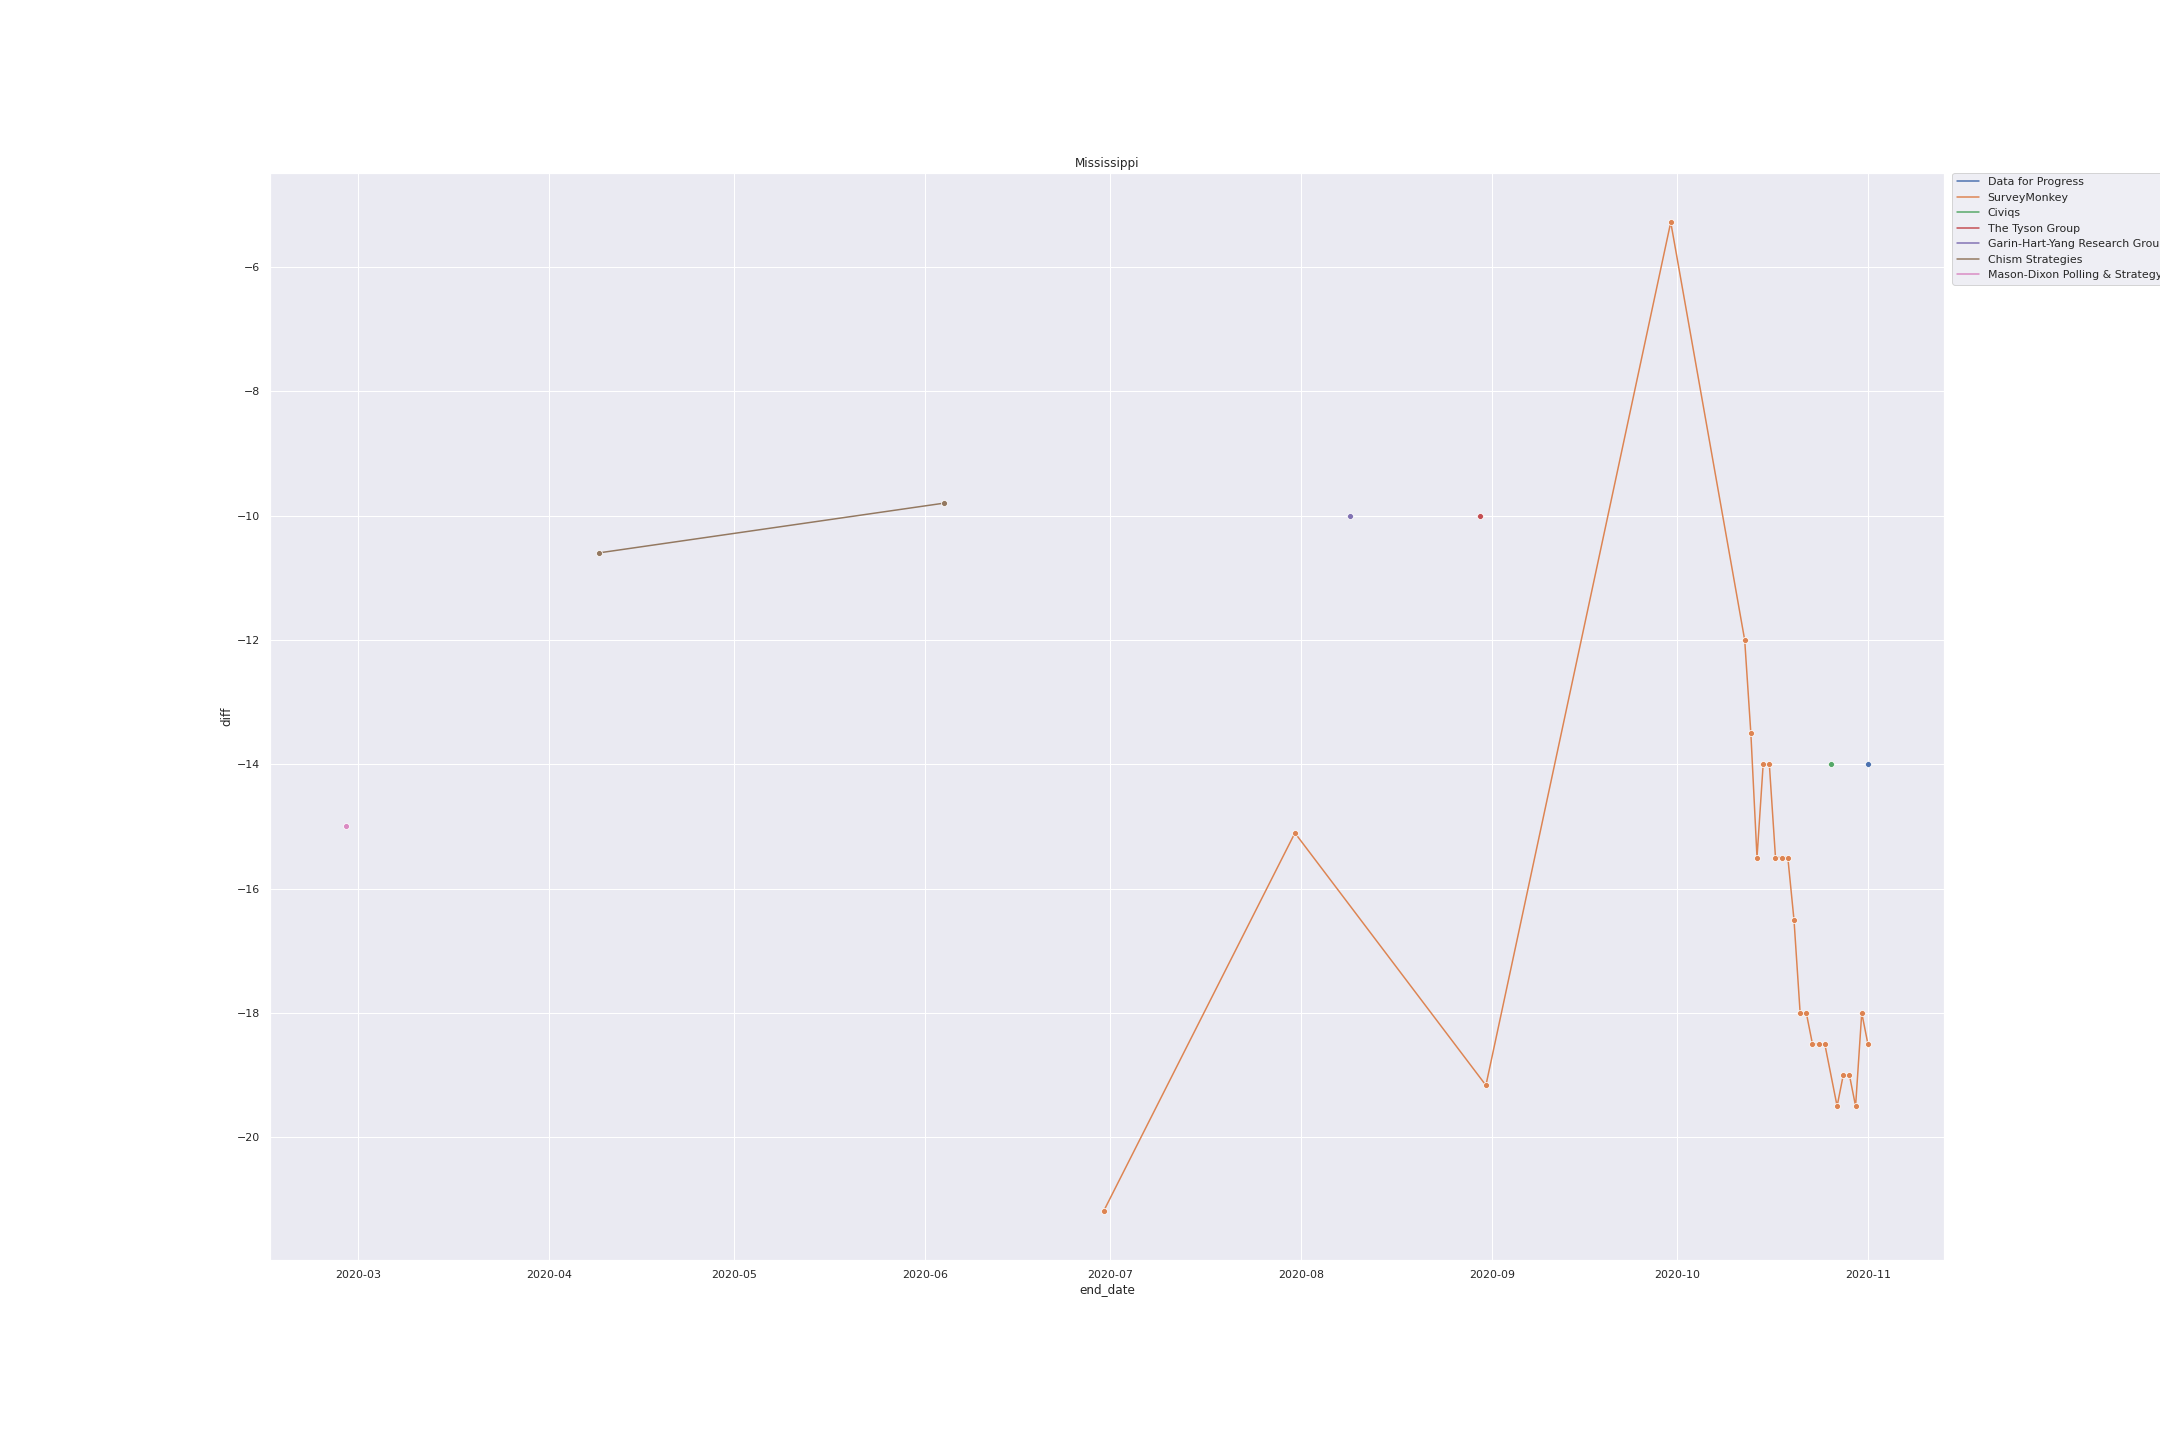 Mississippi
Data for Progress
SurveyMonkey
Civiqs
The Tyson Group
Garin-Hart-Yang Research Grou
Chism Strategies
Mason-Dixon Polling & Strategy
−6
−8
−10
−12
−14
−16
−18
−20
diff
2020-03 2020-04 2020-05 2020-06 2020-07 2020-08 2020-09 2020-10 2020-11
end_date